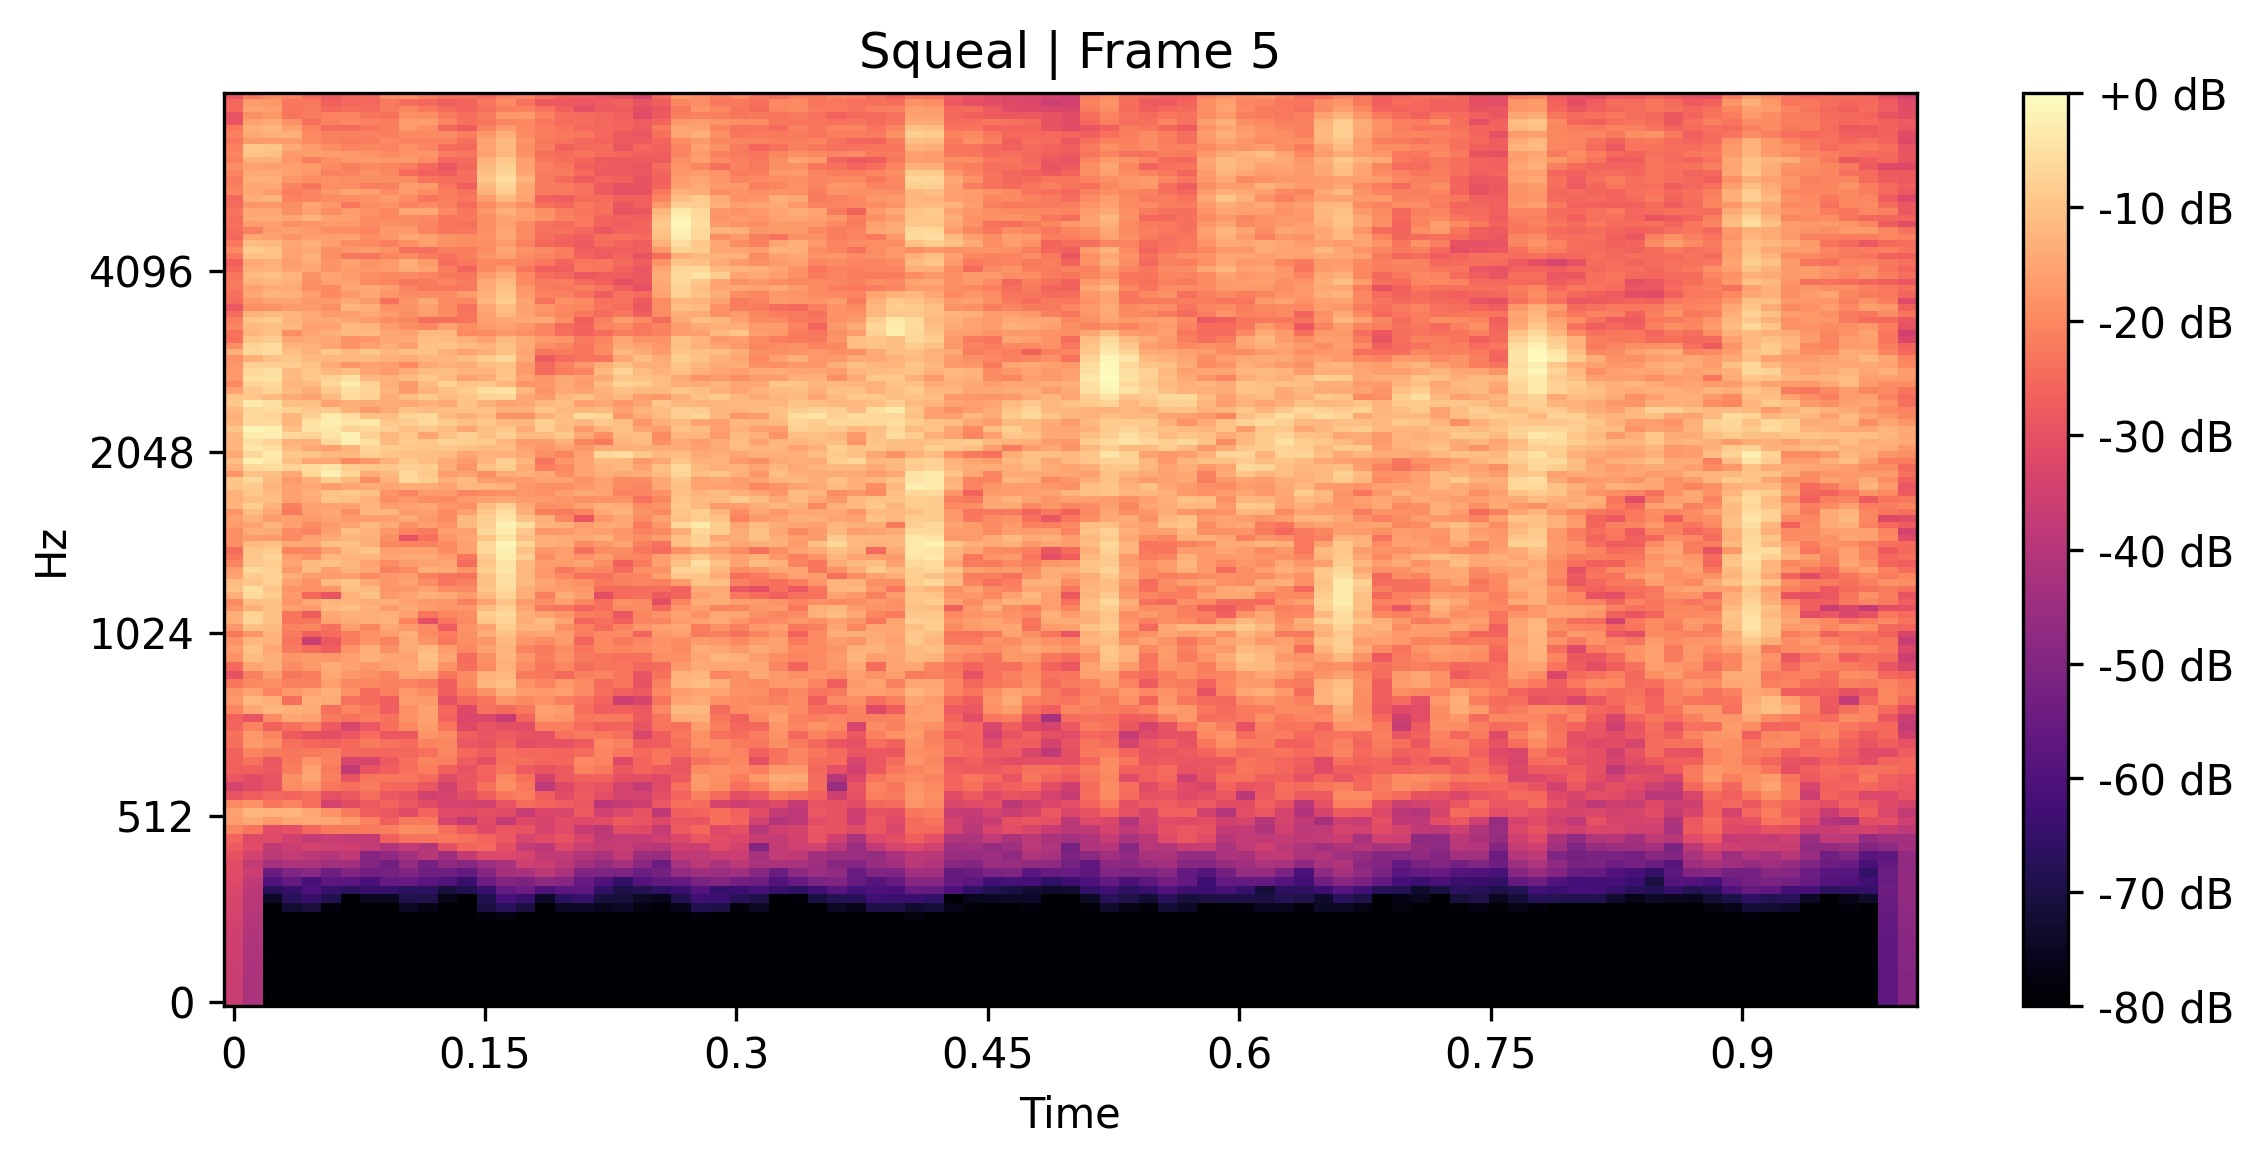 Squeal | Frame 5
Hz
4096
2048
1024
512
0
0 0.15 0.3 0.45 0.6 0.75 0.9
Time
+0 dB
-10 dB
-20 dB
-30 dB
-40 dB
-50 dB
-60 dB
-70 dB
-80 dB